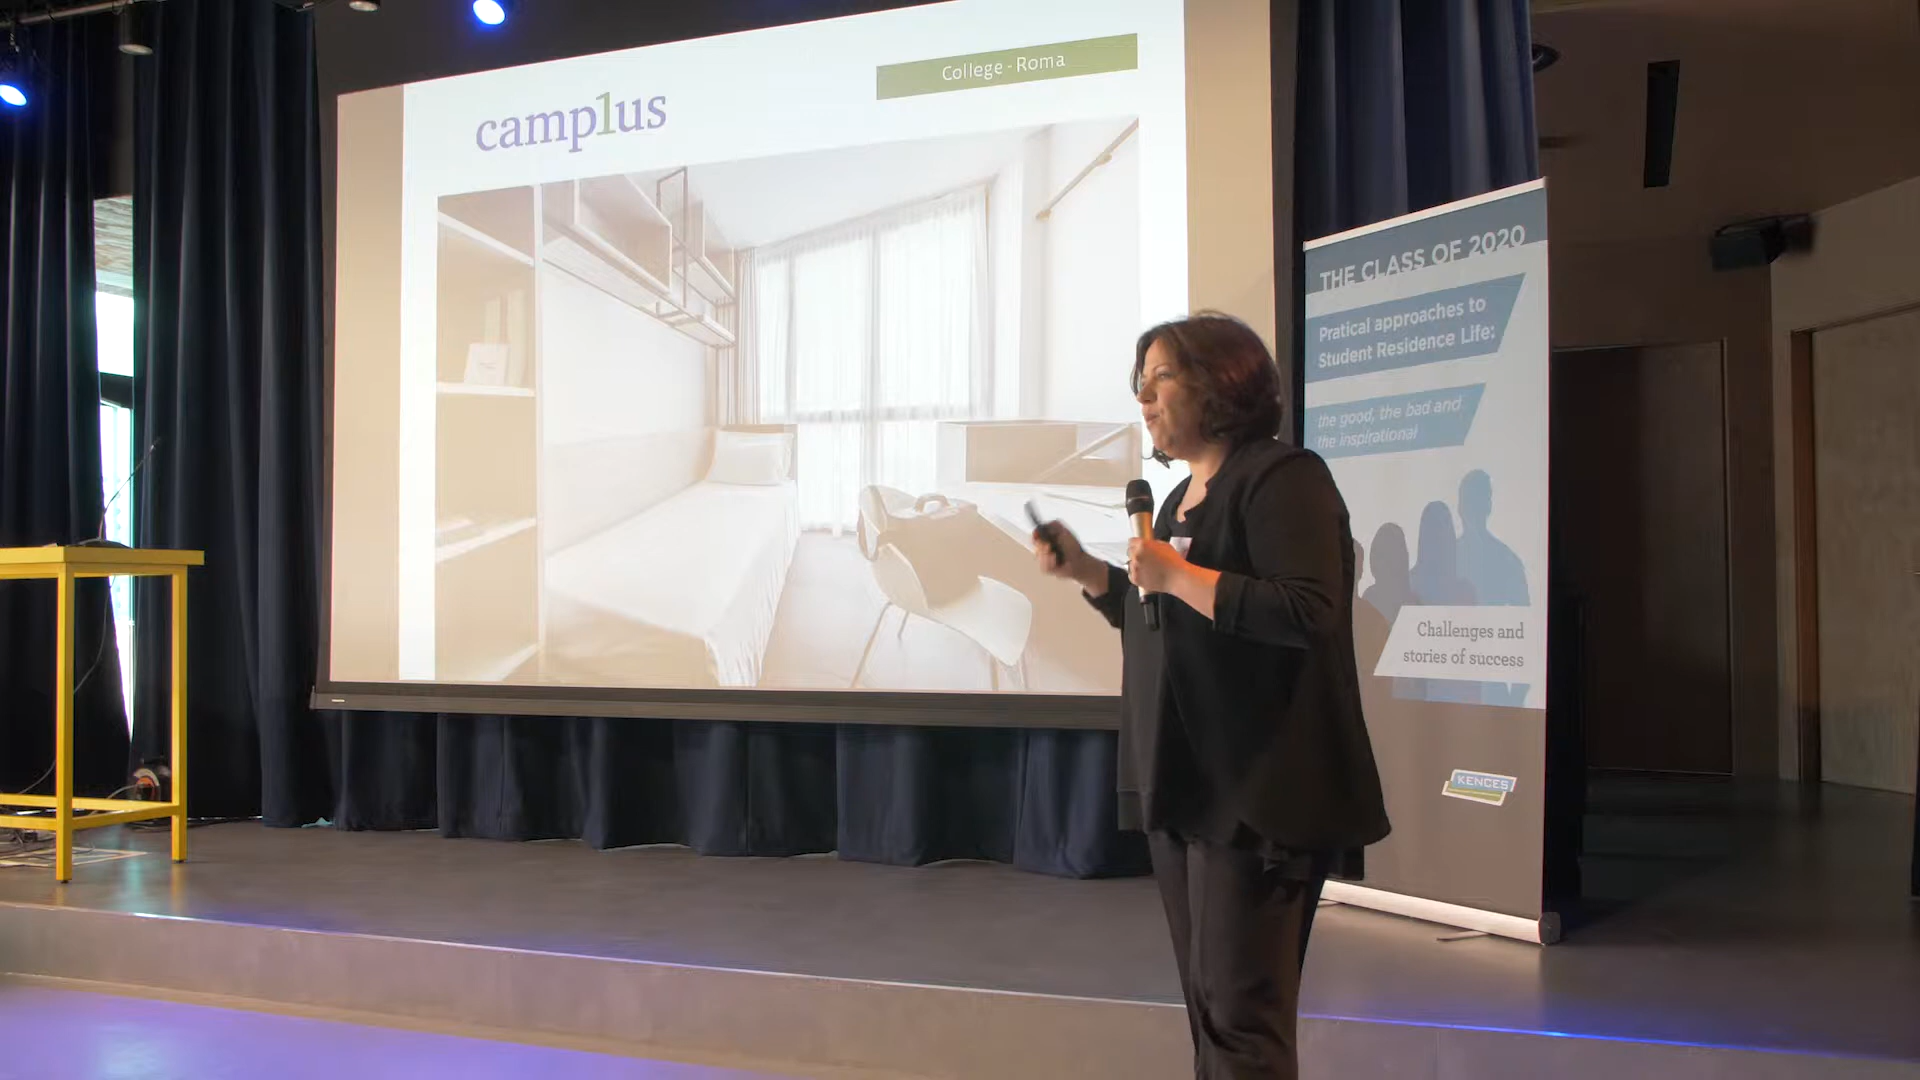 College - Roma
camplus
THE CLASS OF 2020
Pratical approaches to
Student Residence Life:
the good, the bad and
the inspirational
Challenges and
stories of success
KENCES